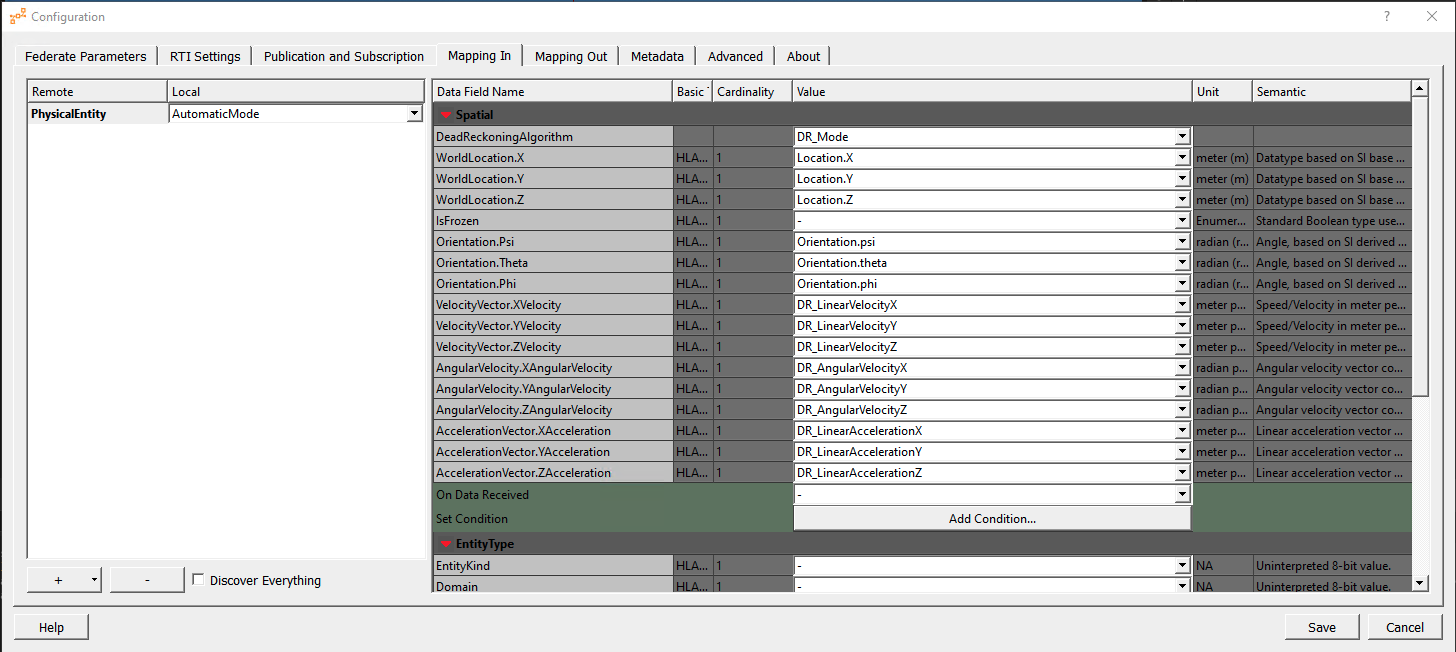 Configuration ?
Federate Parameters RTI Settings Publication and Subscription Mapping In Mapping Out Metadata Advanced About
Remote Local
PhysicalEntity AutomaticMode
Data Field Name Basic Cardinality Value Unit Semantic
Spatial
DeadReckoningAlgorithm DR_Mode
WorldLocation.X HLA... 1 Location.X meter (m) Datatype based on SI base ...
WorldLocation.Y HLA... 1 Location.Y meter (m) Datatype based on SI base ...
WorldLocation.Z HLA... 1 Location.Z meter (m) Datatype based on SI base ...
IsFrozen HLA... 1 - Enumer... Standard Boolean type use...
Orientation.Psi HLA... 1 Orientation.psi radian (r... Angle, based on SI derived ...
Orientation.Theta HLA... 1 Orientation.theta radian (r... Angle, based on SI derived ...
Orientation.Phi HLA... 1 Orientation.phi radian (r... Angle, based on SI derived ...
VelocityVector.XVelocity HLA... 1 DR_LinearVelocityX meter p... Speed/Velocity in meter pe...
VelocityVector.YVelocity HLA... 1 DR_LinearVelocityY meter p... Speed/Velocity in meter pe...
VelocityVector.ZVelocity HLA... 1 DR_LinearVelocityZ meter p... Speed/Velocity in meter pe...
AngularVelocity.XAngularVelocity HLA... 1 DR_AngularVelocityX radian p... Angular velocity vector co...
AngularVelocity.YAngularVelocity HLA... 1 DR_AngularVelocityY radian p... Angular velocity vector co...
AngularVelocity.ZAngularVelocity HLA... 1 DR_AngularVelocityZ radian p... Angular velocity vector co...
AccelerationVector.XAcceleration HLA... 1 DR_LinearAccelerationX meter p... Linear acceleration vector ...
AccelerationVector.YAcceleration HLA... 1 DR_LinearAccelerationY meter p... Linear acceleration vector ...
AccelerationVector.ZAcceleration HLA... 1 DR_LinearAccelerationZ meter p... Linear acceleration vector ...
On Data Received -
Set Condition Add Condition...
EntityType
EntityKind HLA... 1 - NA Uninterpreted 8-bit value.
Domain HLA... 1 - NA Uninterpreted 8-bit value.
+ - Discover Everything
Help Save Cancel